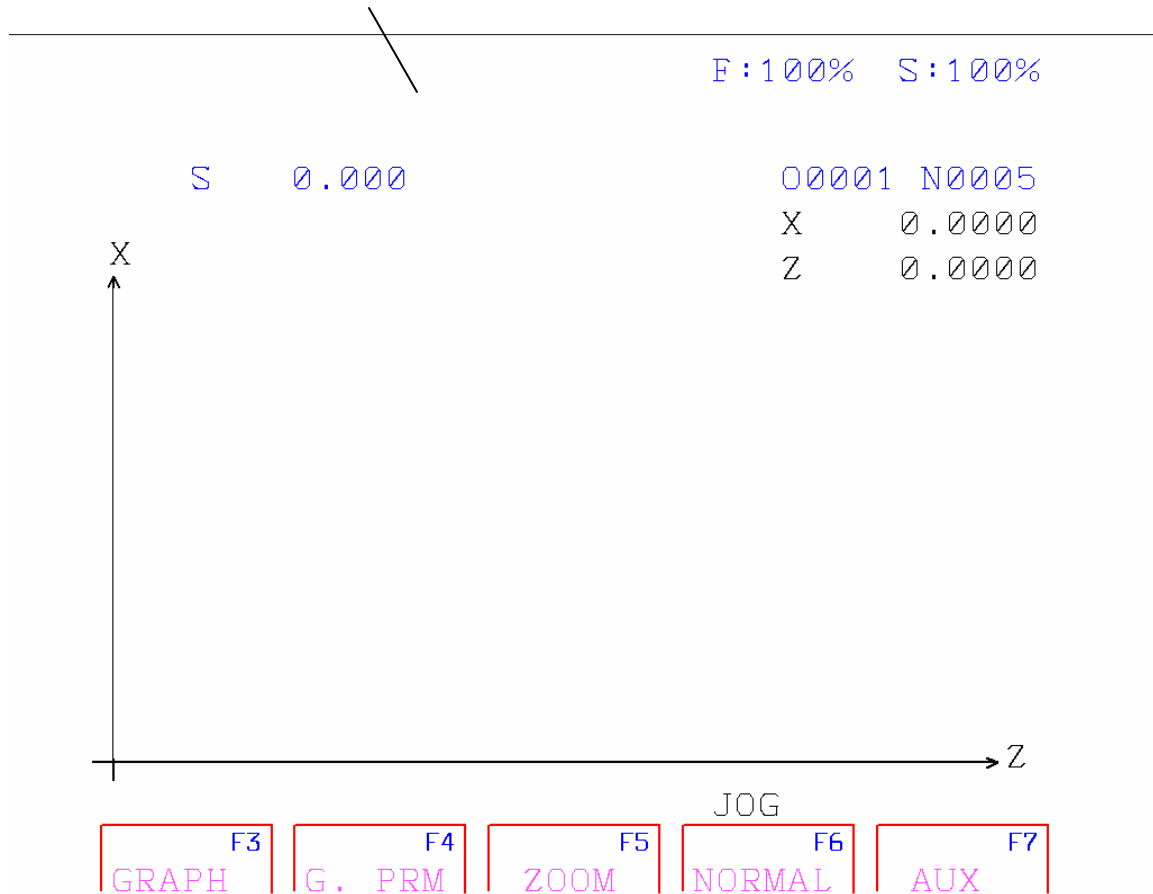 F:100% S:100%
S 0.000 O0001 N0005
X 0.0000
X
Z 0.0000
Z
JOG
F3 F4 F5 F6 F7
GRAPH G. PRM ZOOM NORMAL AUX